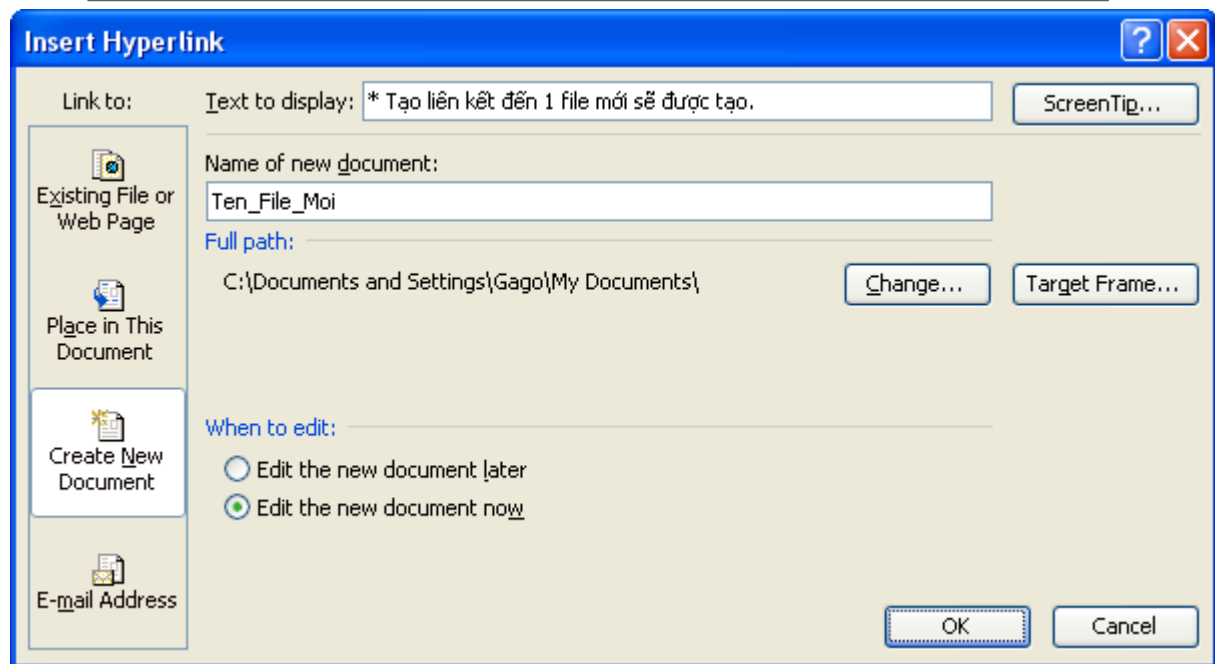 Insert Hyperlink
Link to:
Text to display: * Tạo liên kết đến 1 file mới sẽ được tạo.
ScreenTip...
Existing File or
Web Page
Place in This
Document
Create New
Document
E-mail Address
Name of new document:
Ten_File_Moi
Full path:
C:\Documents and Settings\Gago\My Documents\
Change...
Target Frame...
When to edit:
Edit the new document later
Edit the new document now
OK
Cancel